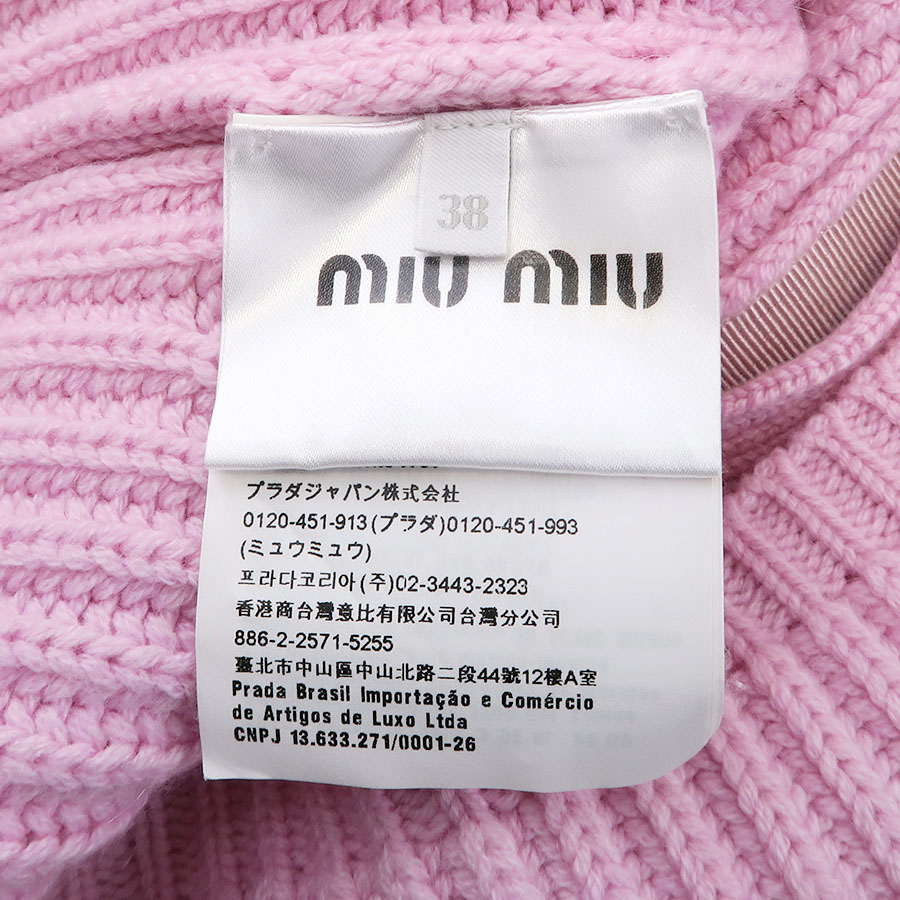 38
miu miu
プラダジャパン株式会社
0120-451-913(プラダ)0120-451-993
(ミュウミュウ)
프라다코리아(주)02-3443-2323
香港商台灣意比有限公司台灣分公司
886-2-2571-5255
臺北市中山區中山北路二段44號12樓A室
Prada Brasil Importação e Comércio
de Artigos de Luxo Ltda
CNPJ 13.633.271/0001-26